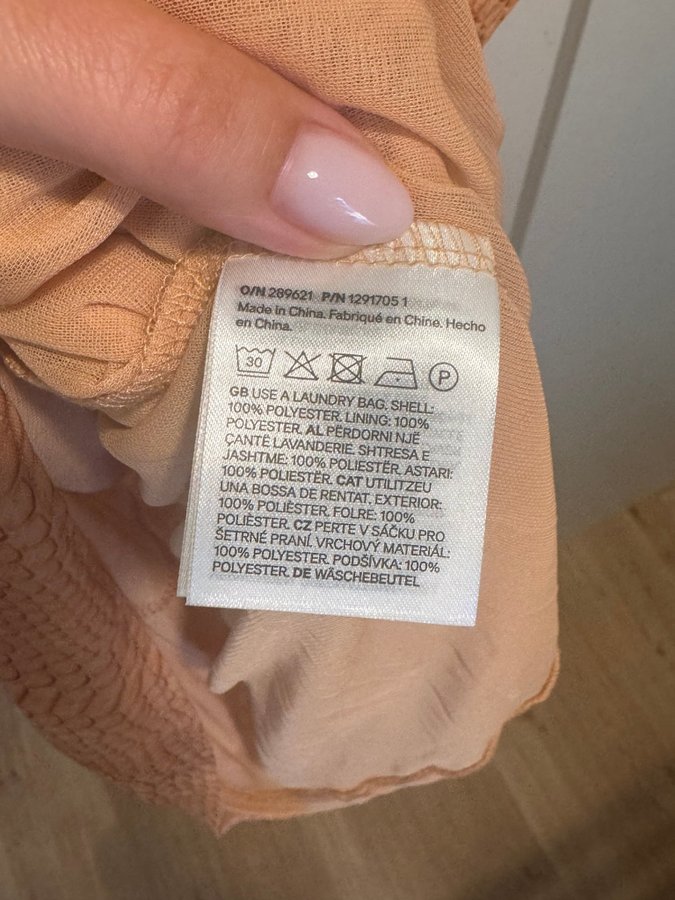 O/N 289621 P/N 1291705 1
Made in China. Fabriqué en Chine. Hecho
en China.
30
P
GB USE A LAUNDRY BAG. SHELL:
100% POLYESTER. LINING: 100%
POLYESTER. AL PËRDORNI NJË
ÇANTË LAVANDERIE. SHTRESA E
JASHTME: 100% POLIESTËR. ASTARI:
100% POLIESTËR. CAT UTILITZEU
UNA BOSSA DE RENTAT. EXTERIOR:
100% POLIÈSTER. FOLRE: 100%
POLIÈSTER. CZ PERTE V SÁČKU PRO
ŠETRNÉ PRANÍ. VRCHOVÝ MATERIÁL:
100% POLYESTER. PODŠÍVKA: 100%
POLYESTER. DE WÄSCHEBEUTEL